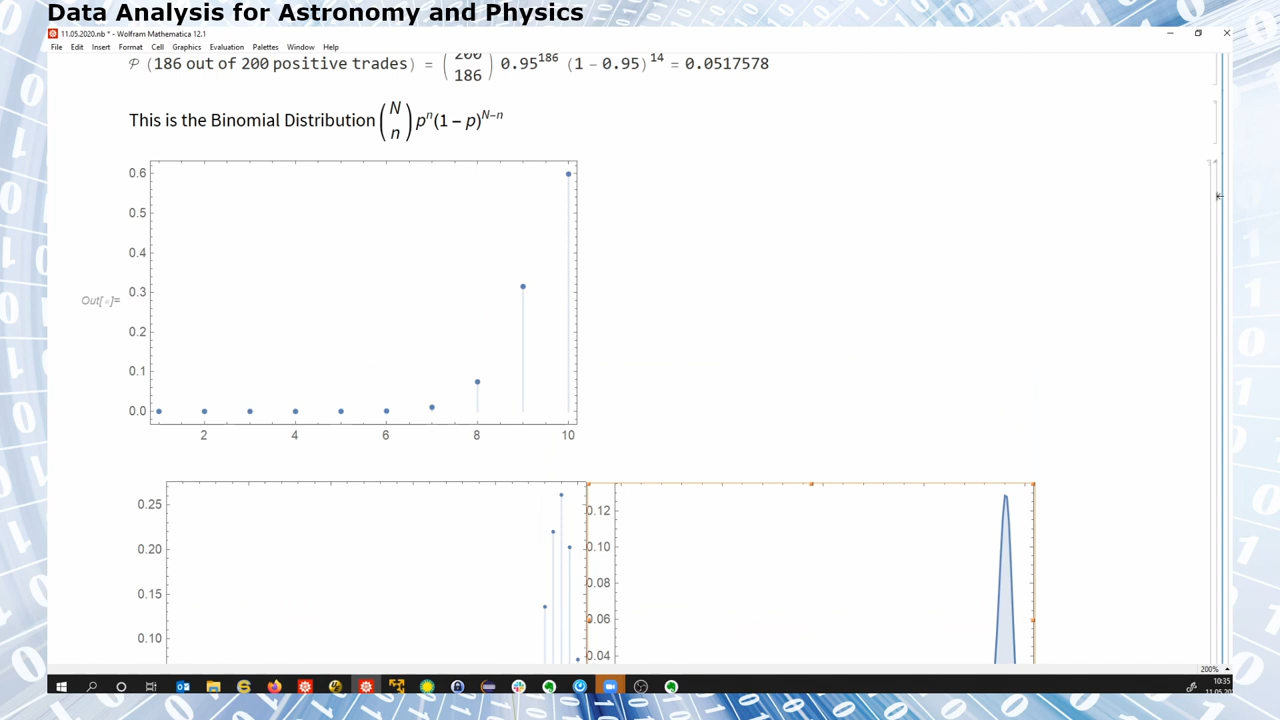 Data Analysis for Astronomy and Physics
11.05.2020.nb * - Wolfram Mathematica 12.1
File Edit Insert Format Cell Graphics Evaluation Palettes Window Help
𝒫 (186 out of 200 positive trades) = (200 186) 0.95^186 (1 − 0.95)^14 = 0.0517578
This is the Binomial Distribution (N n) p^n (1 − p)^N−n
0.6
0.5
0.4
0.3
Out[◦]=
0.2
0.1
0.0
2 4 6 8 10
0.25
0.20
0.15
0.10
0.12
0.10
0.08
0.06
0.04
200%
10:35